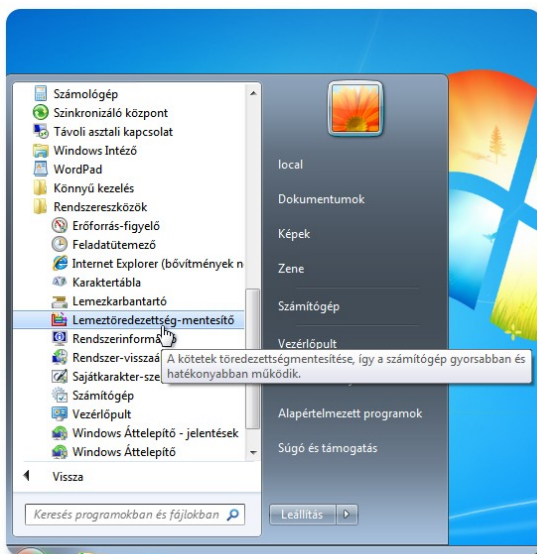 Számológép
Szinkronizáló központ
Távoli asztali kapcsolat
Windows Intéző
WordPad
Könnyű kezelés
Rendszereszközök
Erőforrás-figyelő
Feladatütemező
Internet Explorer (bővítmények n
Karaktertábla
Lemezkarbantartó
Lemeztöredezettség-mentesítő
Rendszerinform
Rendszer-visszaá
Sajátkarakter-sze
Számítógép
Vezérlőpult
Windows Áttelepítő - jelentések
Windows Áttelepítő
Vissza
Keresés programokban és fájlokban
local
Dokumentumok
Képek
Zene
Számítógép
Vezérlőpult
A kötetek töredezettségmentesítése, így a számítógép gyorsabban és
hatékonyabban működik.
Alapértelmezett programok
Súgó és támogatás
Leállítás